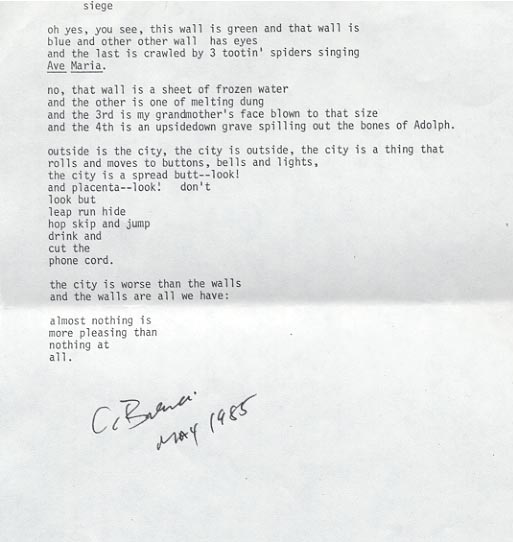 siege
oh yes, you see, this wall is green and that wall is
blue and other other wall has eyes
and the last is crawled by 3 tootin' spiders singing
Ave Maria.
no, that wall is a sheet of frozen water
and the other is one of melting dung
and the 3rd is my grandmother's face blown to that size
and the 4th is an upsidedown grave spilling out the bones of Adolph.
outside is the city, the city is outside, the city is a thing that
rolls and moves to buttons, bells and lights,
the city is a spread butt--look!
and placenta--look! don't
look but
leap run hide
hop skip and jump
drink and
cut the
phone cord.
the city is worse than the walls
and the walls are all we have:
almost nothing is
more pleasing than
nothing at
all.
C.
MAY 1985